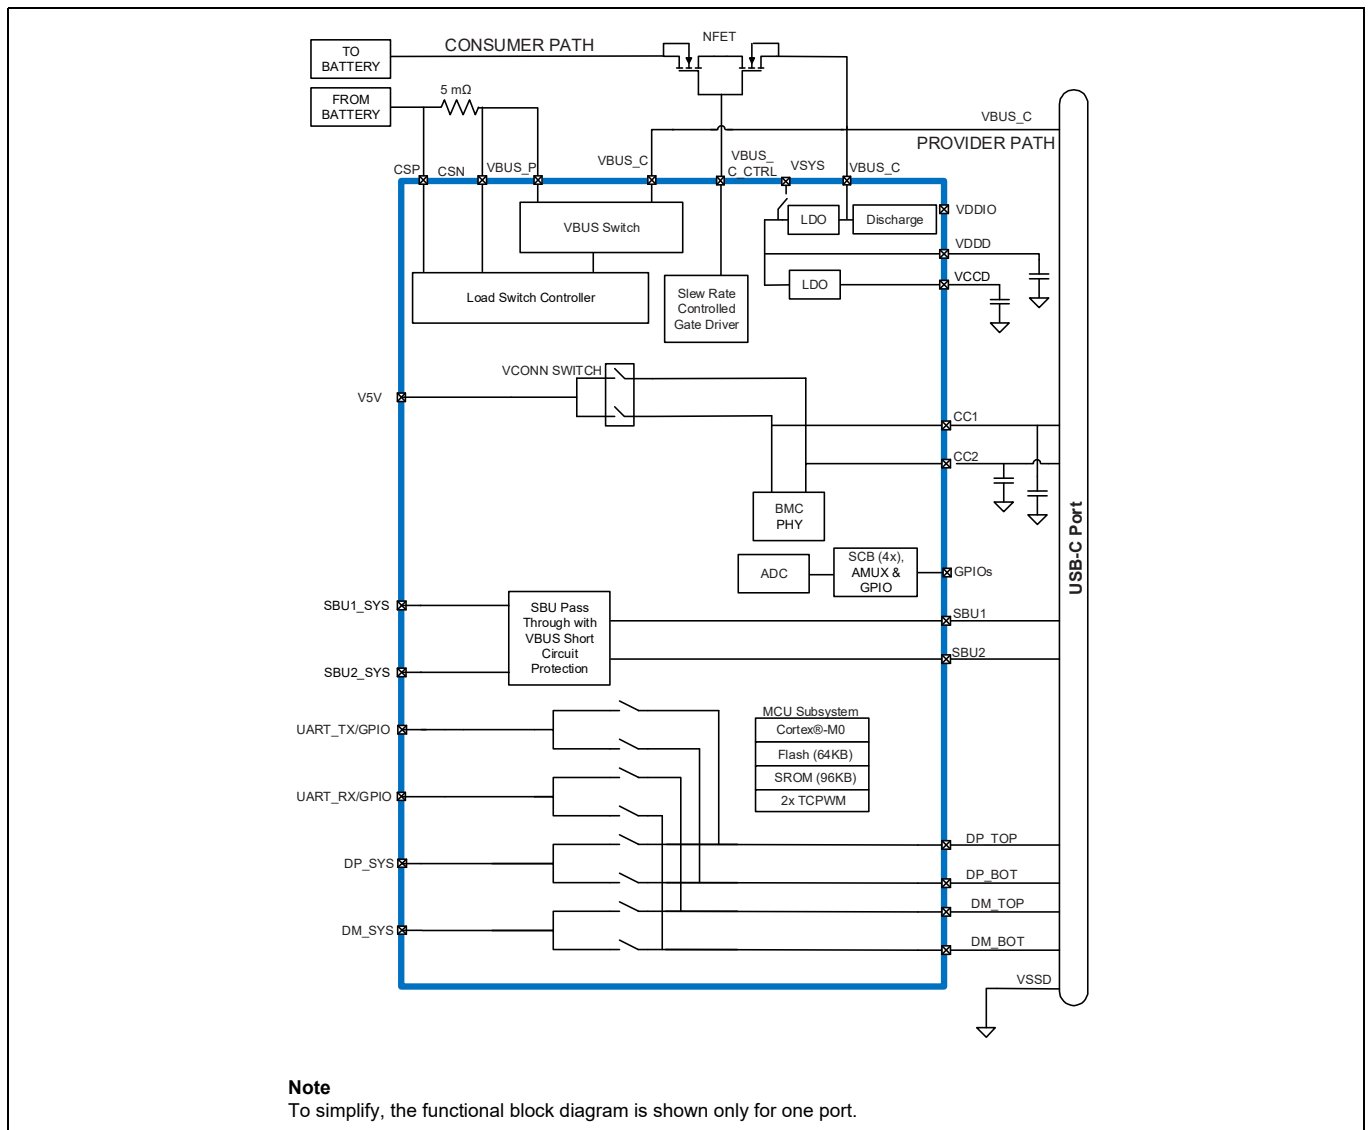 CONSUMER PATH
NFET
TO
BATTERY
FROM
BATTERY
5 mΩ
VBUS_C
PROVIDER PATH
CSP
CSN
VBUS_P
VBUS_C
VBUS_
C_CTRL
VSYS
VBUS_C
VBUS Switch
LDO
Discharge
VDDIO
VDDD
LDO
VCCD
Load Switch Controller
Slew Rate
Controlled
Gate Driver
VCONN SWITCH
V5V
CC1
CC2
BMC
PHY
USB-C Port
ADC
SCB (4x),
AMUX &
GPIO
GPIOs
SBU1_SYS
SBU2_SYS
SBU Pass
Through with
VBUS Short
Circuit
Protection
SBU1
SBU2
UART_TX/GPIO
UART_RX/GPIO
MCU Subsystem
Cortex®-M0
Flash (64KB)
SROM (96KB)
2x TCPWM
DP_SYS
DM_SYS
DP_TOP
DP_BOT
DM_TOP
DM_BOT
VSSD
Note
To simplify, the functional block diagram is shown only for one port.